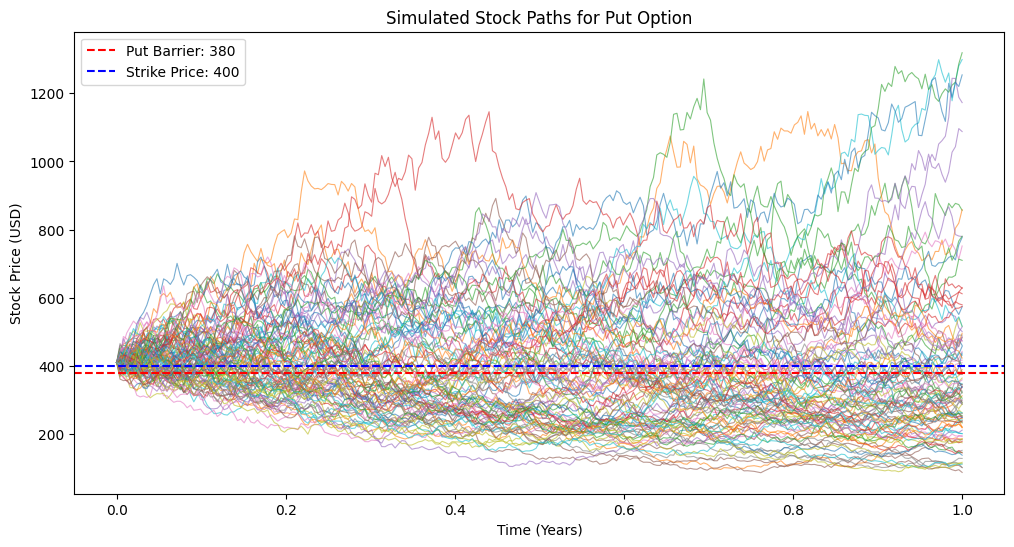 Simulated Stock Paths for Put Option
Put Barrier: 380
Strike Price: 400
Stock Price (USD)
1200
1000
800
600
400
200
0.0
0.2
0.4
0.6
0.8
1.0
Time (Years)